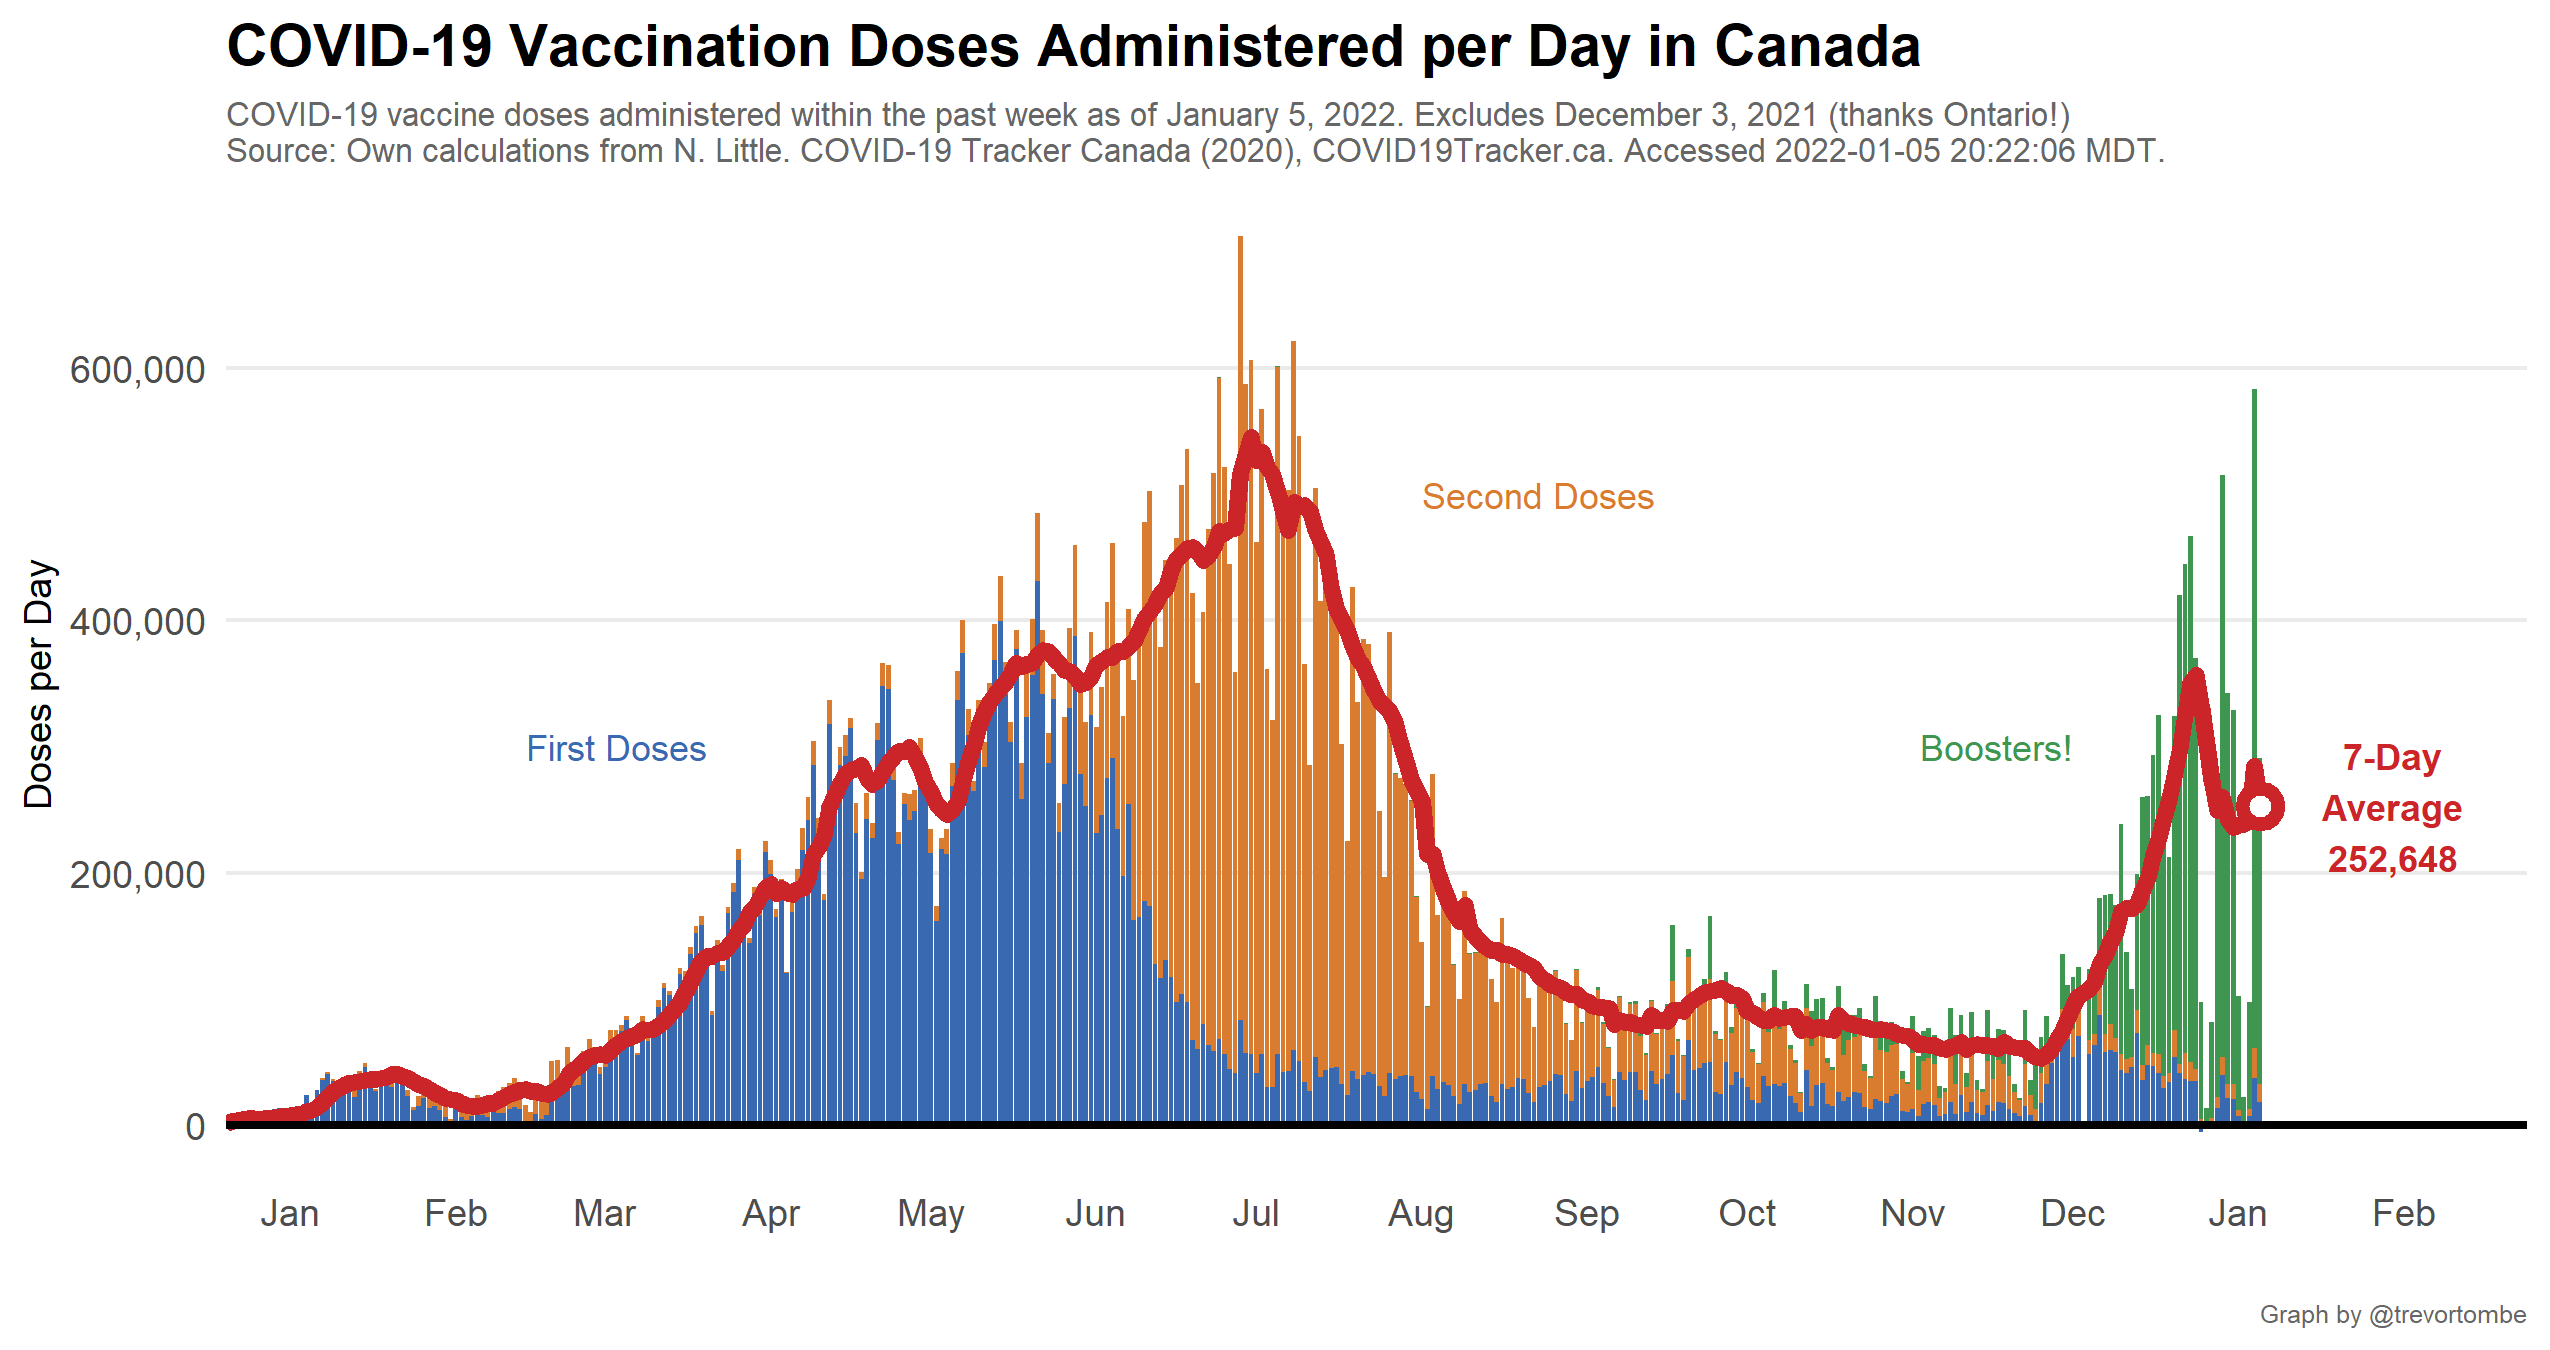 COVID-19 Vaccination Doses Administered per Day in Canada
COVID-19 vaccine doses administered within the past week as of January 5, 2022. Excludes December 3, 2021 (thanks Ontario!)
Source: Own calculations from N. Little. COVID-19 Tracker Canada (2020), COVID19Tracker.ca. Accessed 2022-01-05 20:22:06 MDT.
Doses per Day
600,000
400,000
200,000
0
First Doses
Second Doses
Boosters!
7-Day
Average
252,648
Jan Feb Mar Apr May Jun Jul Aug Sep Oct Nov Dec Jan Feb
Graph by @trevortombe